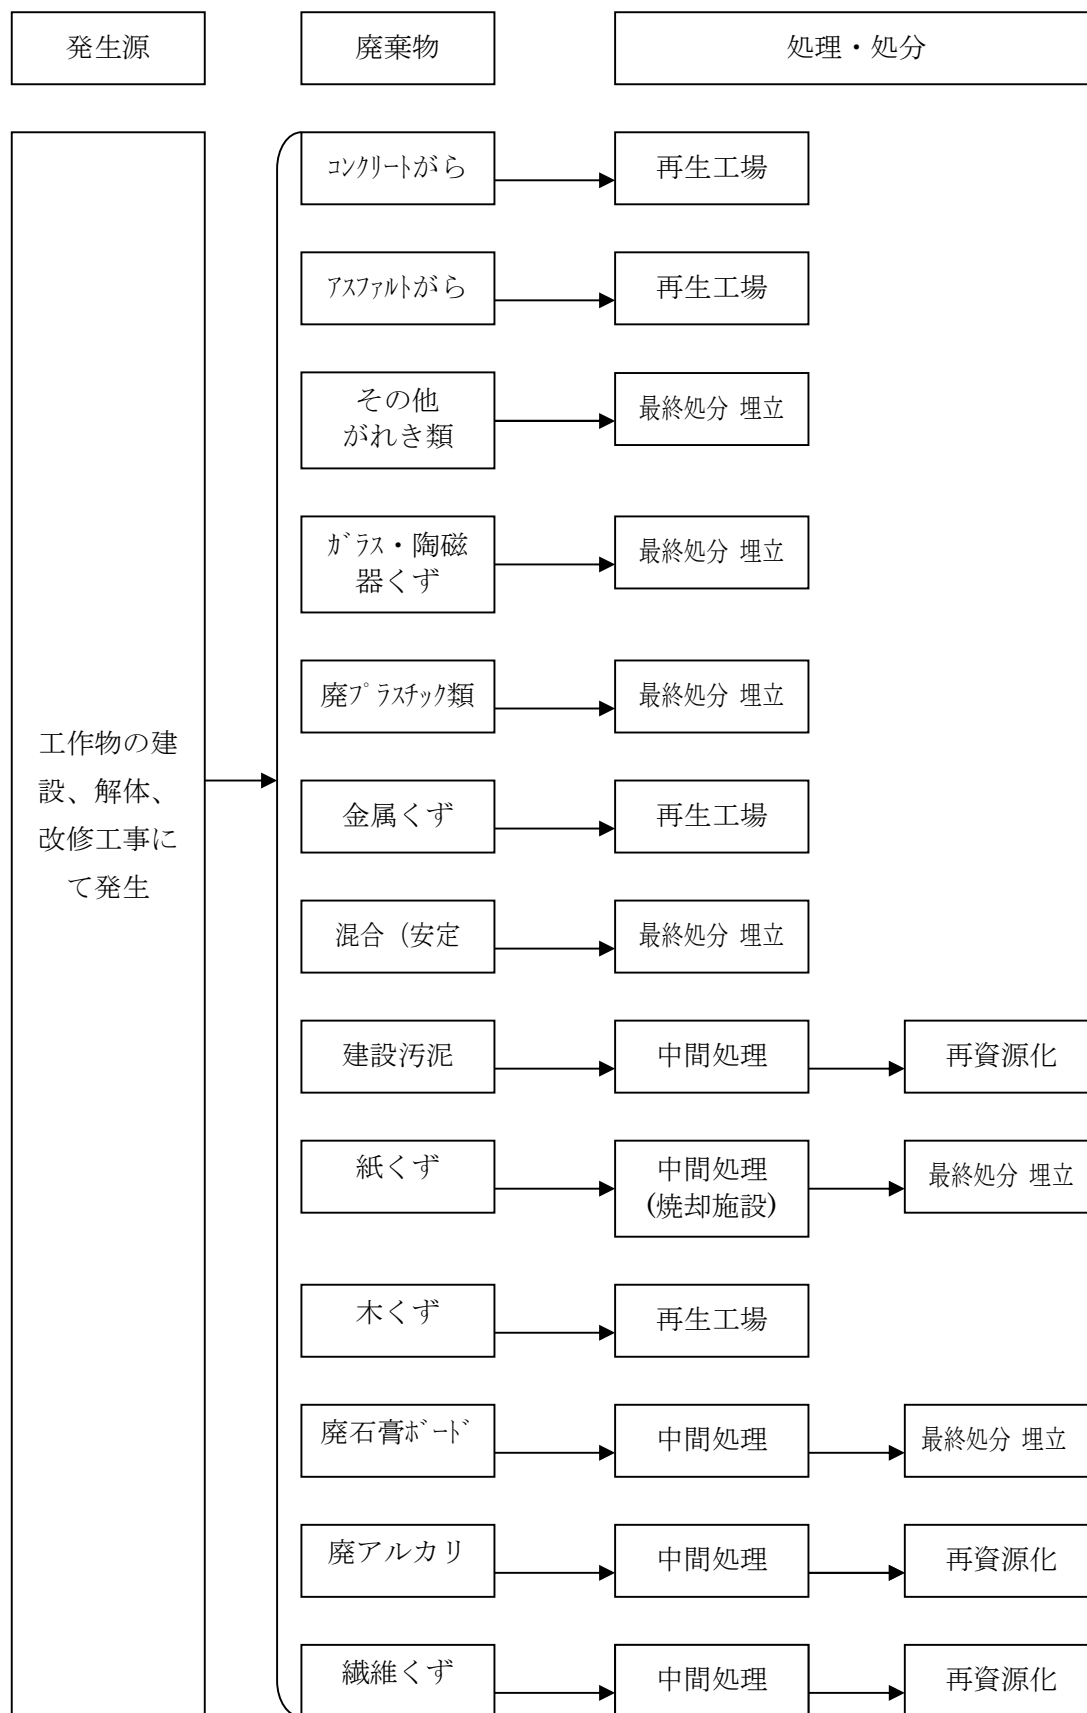 発生源
廃棄物
処理・処分
工作物の建
設、解体、
改修工事に
て発生
ｺﾝｸﾘｰﾄがら
再生工場
ｱｽﾌｧﾙﾄがら
再生工場
その他
がれき類
最終処分 埋立
ｶﾞﾗｽ・陶磁
器くず
最終処分 埋立
廃ﾌﾟﾗｽﾁｯｸ類
最終処分 埋立
金属くず
再生工場
混合（安定
最終処分 埋立
建設汚泥
中間処理
再資源化
紙くず
中間処理
(焼却施設)
最終処分 埋立
木くず
再生工場
廃石膏ﾎﾞｰﾄﾞ
中間処理
最終処分 埋立
廃アルカリ
中間処理
再資源化
繊維くず
中間処理
再資源化